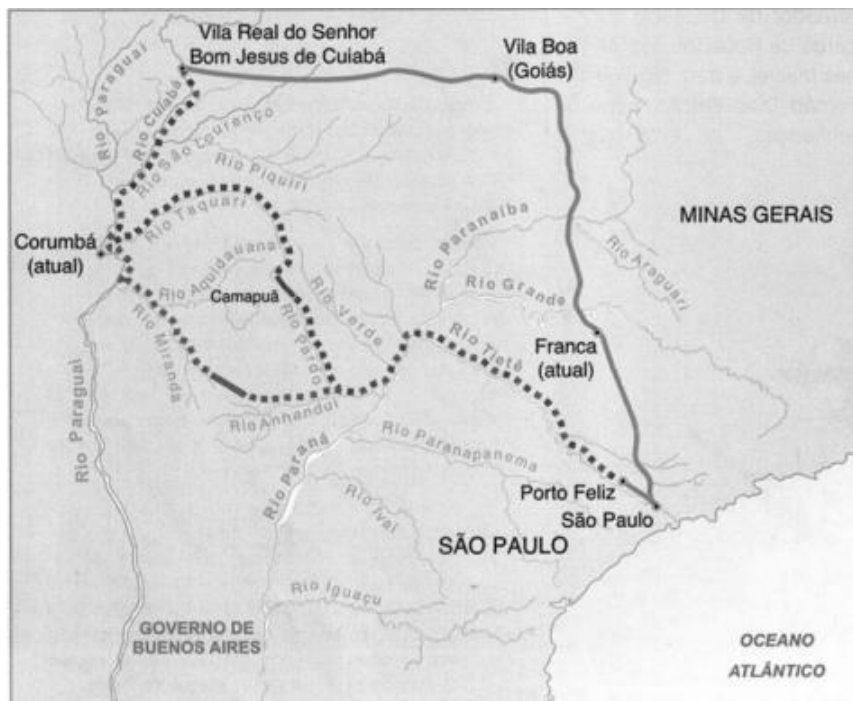 Vila Real do Senhor
Bom Jesus de Cuiabá
Vila Boa
(Goiás)
Rio Paraguai
Rio Cuiabá
Rio São Lourenço
Rio Piquiri
Rio Taquari
MINAS GERAIS
Corumbá
(atual)
Rio Paranaíba
Rio Araguari
Rio Aquidauana
Camapuã
Rio Verde
Rio Grande
Rio Pardo
Rio Tietê
Franca
(atual)
Rio Miranda
Rio Paraguai
Rio Anhanduí
Rio Paraná
Rio Paranapanema
Porto Feliz
São Paulo
Rio Ivaí
SÃO PAULO
Rio Iguaçu
GOVERNO DE
BUENOS AIRES
OCEANO
ATLÂNTICO